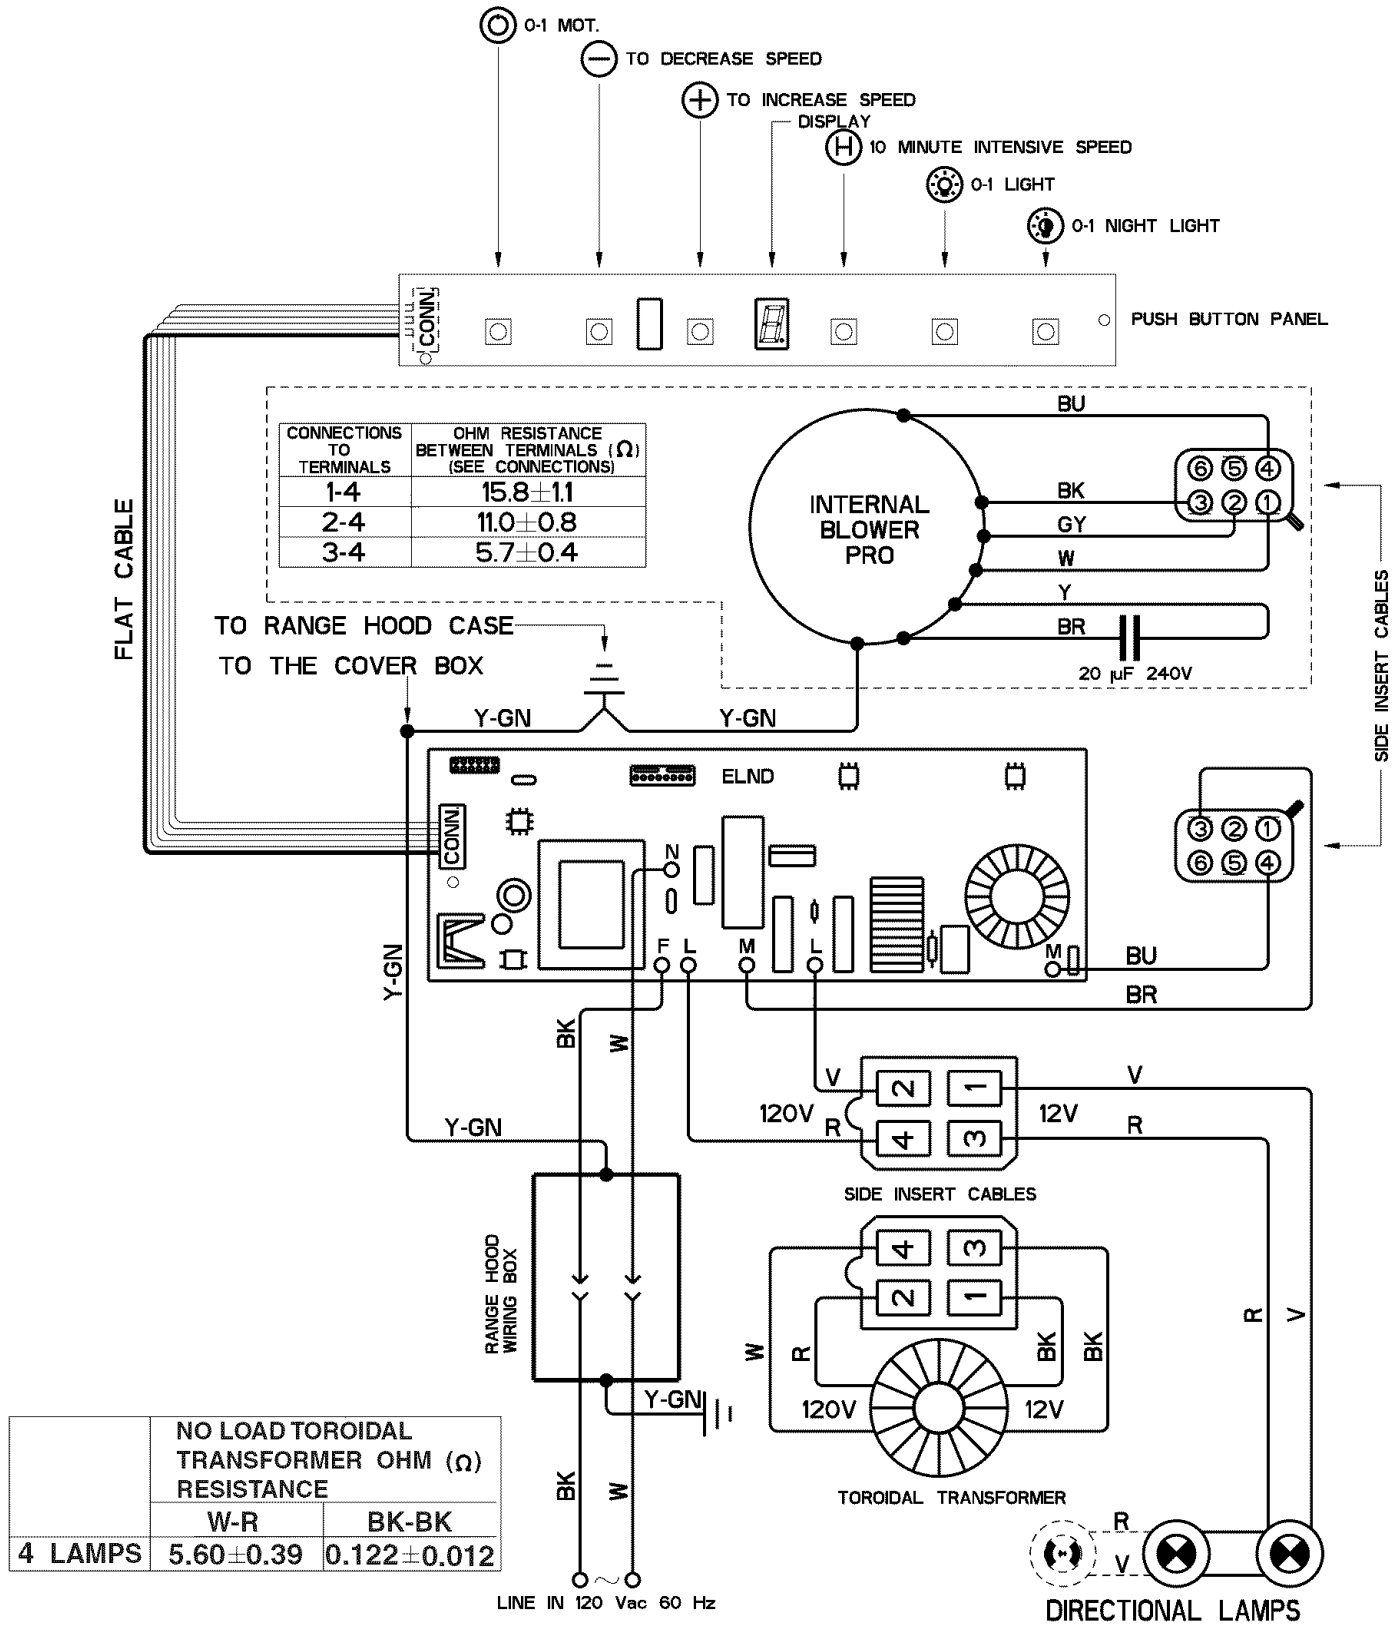 0-1 MOT.
TO DECREASE SPEED
TO INCREASE SPEED
DISPLAY
H 10 MINUTE INTENSIVE SPEED
0-1 LIGHT
0-1 NIGHT LIGHT
CONN.
PUSH BUTTON PANEL
FLAT CABLE
CONNECTIONS TO TERMINALS
OHM RESISTANCE BETWEEN TERMINALS (Ω) (SEE CONNECTIONS)
1-4 15.8±1.1
2-4 11.0±0.8
3-4 5.7±0.4
INTERNAL
BLOWER
PRO
BU
BK
GY
W
Y
BR
20 µF 240V
6 5 4
3 2 1
SIDE INSERT CABLES
TO RANGE HOOD CASE
TO THE COVER BOX
Y-GN
Y-GN
ELND
CONN.
N
F L M L M
3 2 1
6 5 4
BU
BR
Y-GN
BK
W
Y-GN
V
R
120V
2 1
4 3
12V
V
R
SIDE INSERT CABLES
4 3
2 1
W
R
BK
BK
120V
12V
TOROIDAL TRANSFORMER
R
V
RANGE HOOD
WIRING BOX
Y-GN
BK
W
LINE IN 120 Vac 60 Hz
NO LOAD TOROIDAL
TRANSFORMER OHM (Ω)
RESISTANCE
W-R BK-BK
4 LAMPS 5.60±0.39 0.122±0.012
R
V
DIRECTIONAL LAMPS